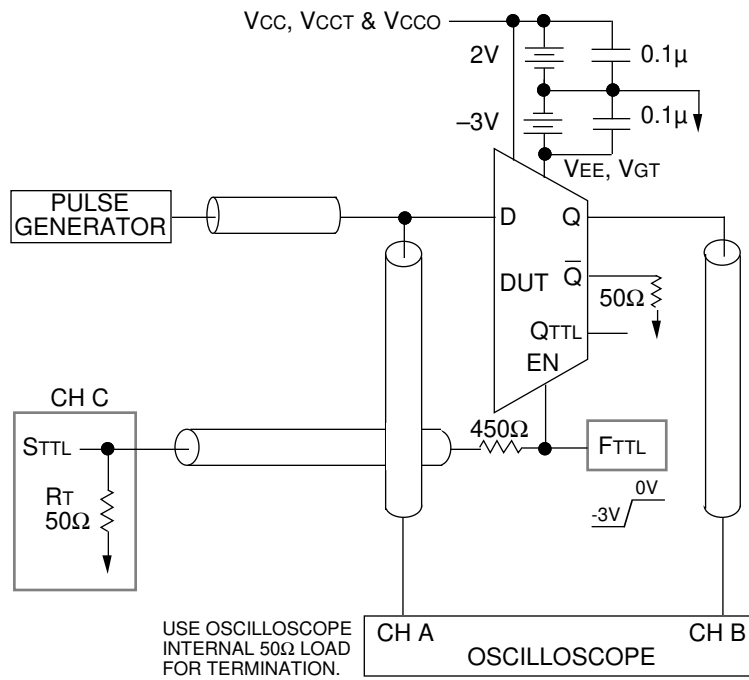 VCC, VCCT & VCCO
2V
0.1µ
–3V
0.1µ
VEE, VGT
PULSE
GENERATOR
D
Q
DUT
Q̅
50Ω
QTTL
EN
CH C
STTL
450Ω
FTTL
RT
50Ω
0V
-3V
USE OSCILLOSCOPE
INTERNAL 50Ω LOAD
FOR TERMINATION.
CH A
CH B
OSCILLOSCOPE